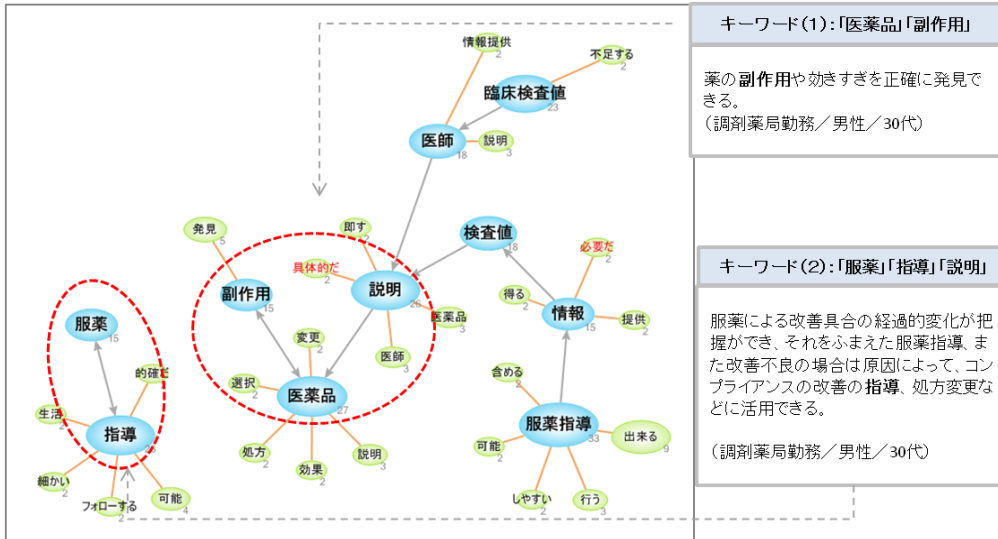 情報提供
2
不足する
2
臨床検査値
23
医師
18
説明
3
発見
5
即す
2
検査値
18
必要だ
2
具体的だ
2
副作用
15
説明
26
得る
2
情報
15
提供
2
医薬品
3
服薬
15
変更
2
医師
3
的確だ
2
含める
2
選択
2
医薬品
27
生活
2
指導
服薬指導
33
出来る
9
処方
2
効果
2
説明
3
可能
2
細かい
2
フォローする
2
可能
4
しやすい
2
行う
3
キーワード(1):「医薬品」「副作用」
薬の副作用や効きすぎを正確に発見で
きる。
(調剤薬局勤務/男性/30代)
キーワード(2):「服薬」「指導」「説明」
服薬による改善具合の経過的変化が把
握ができ、それをふまえた服薬指導、ま
た改善不良の場合は原因によって、コン
プライアンスの改善の指導、処方変更な
どに活用できる。
(調剤薬局勤務/男性/30代)